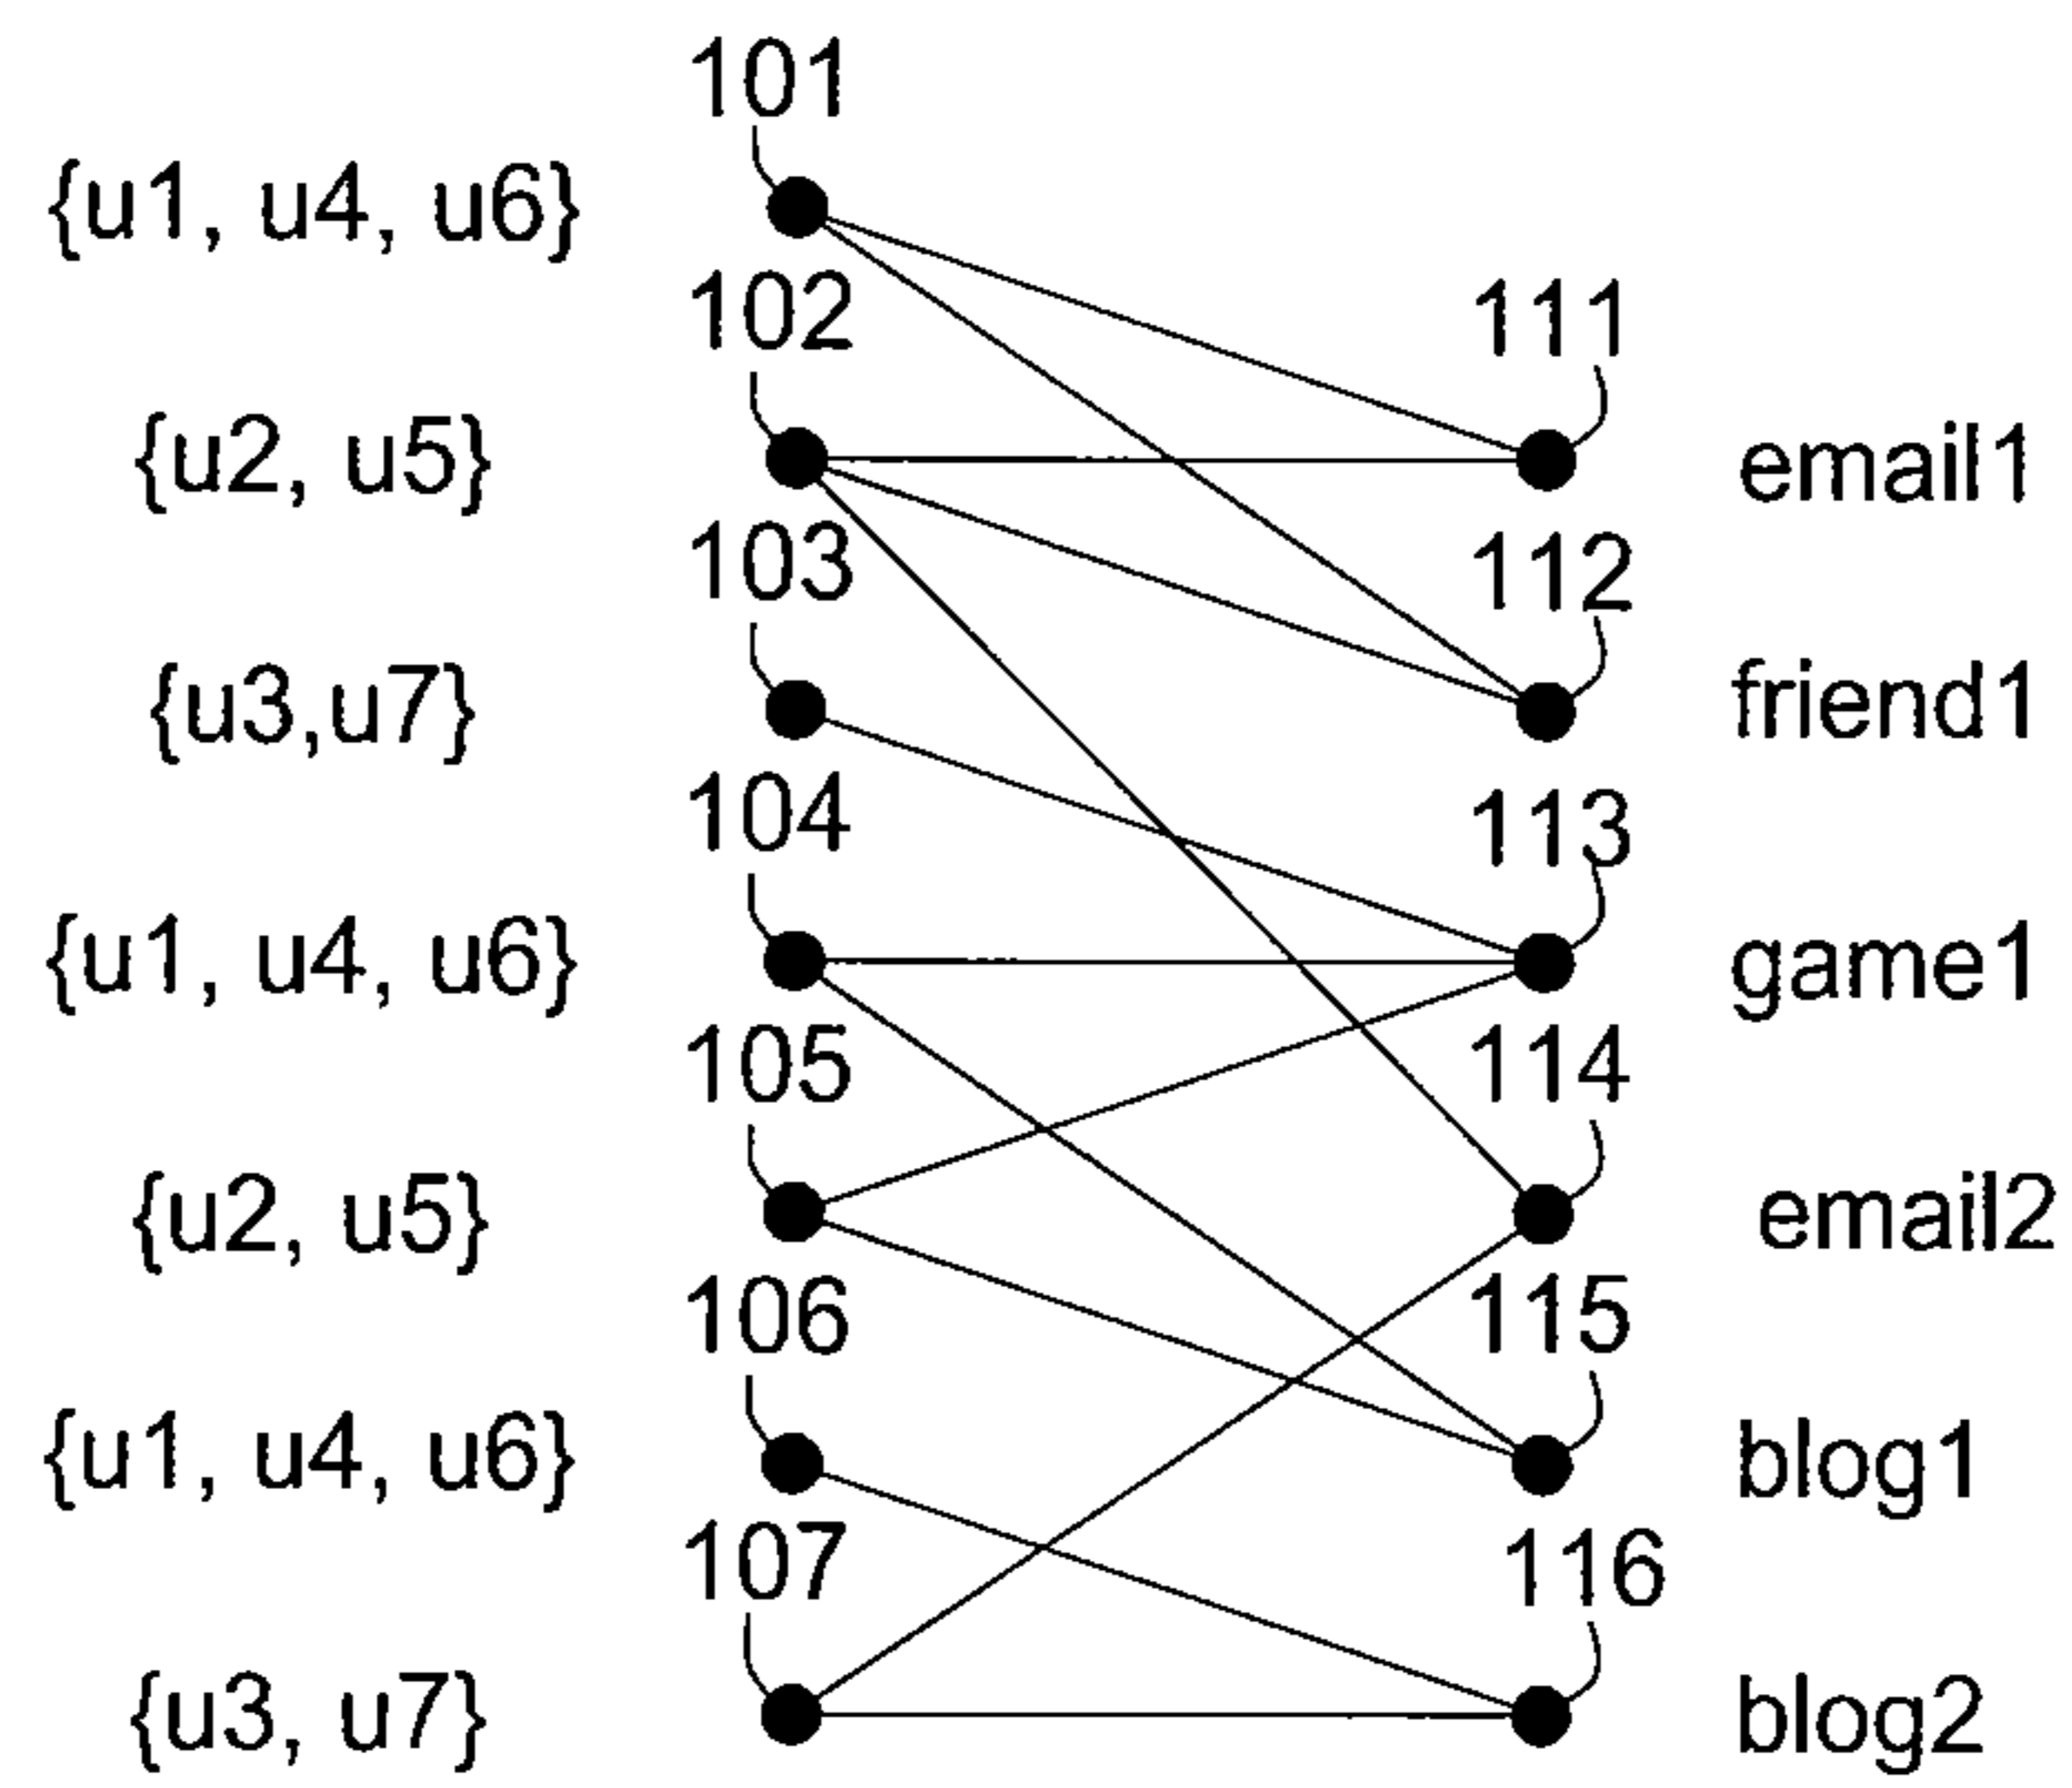 101
{u1, u4, u6}
102
111
{u2, u5}
email1
103
112
{u3,u7}
friend1
104
113
{u1, u4, u6}
game1
105
114
{u2, u5}
email2
106
115
{u1, u4, u6}
blog1
107
116
{u3, u7}
blog2